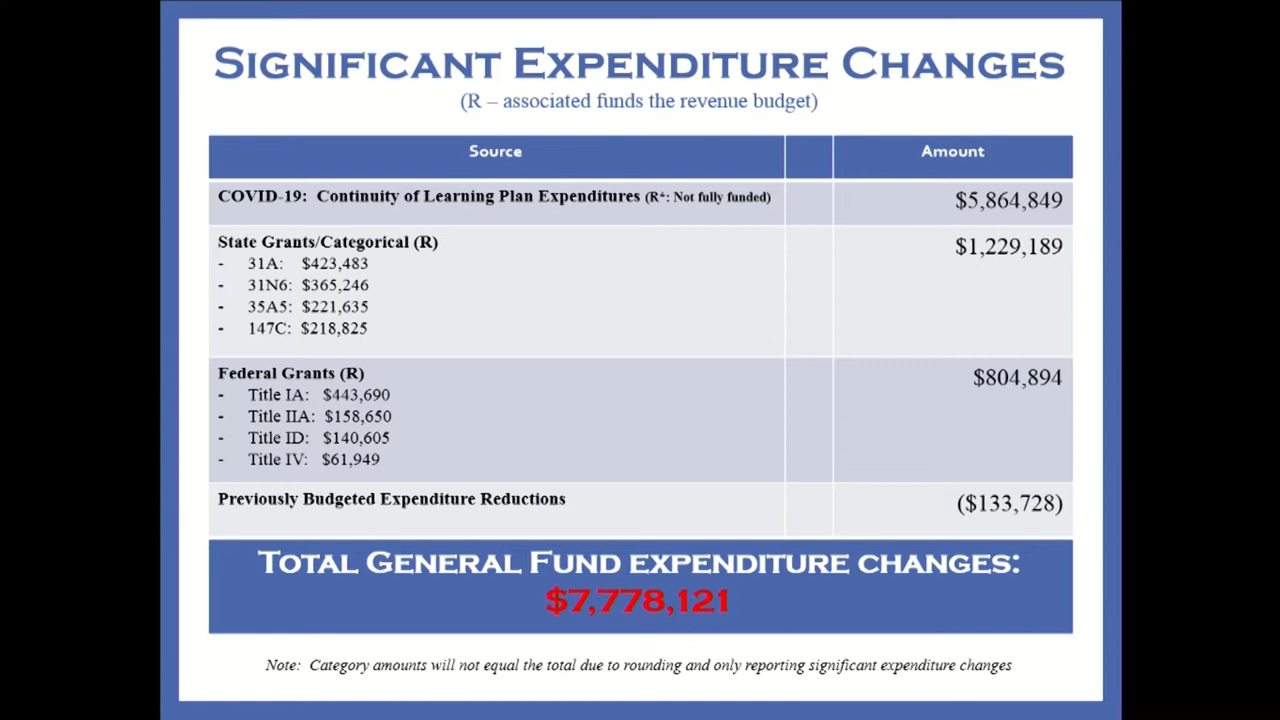 SIGNIFICANT EXPENDITURE CHANGES
(R – associated funds the revenue budget)
Source Amount
COVID-19: Continuity of Learning Plan Expenditures (R*: Not fully funded) $5,864,849
State Grants/Categorical (R) $1,229,189
- 31A: $423,483
- 31N6: $365,246
- 35A5: $221,635
- 147C: $218,825
Federal Grants (R) $804,894
- Title IA: $443,690
- Title IIA: $158,650
- Title ID: $140,605
- Title IV: $61,949
Previously Budgeted Expenditure Reductions ($133,728)
TOTAL GENERAL FUND EXPENDITURE CHANGES:
$7,778,121
Note: Category amounts will not equal the total due to rounding and only reporting significant expenditure changes